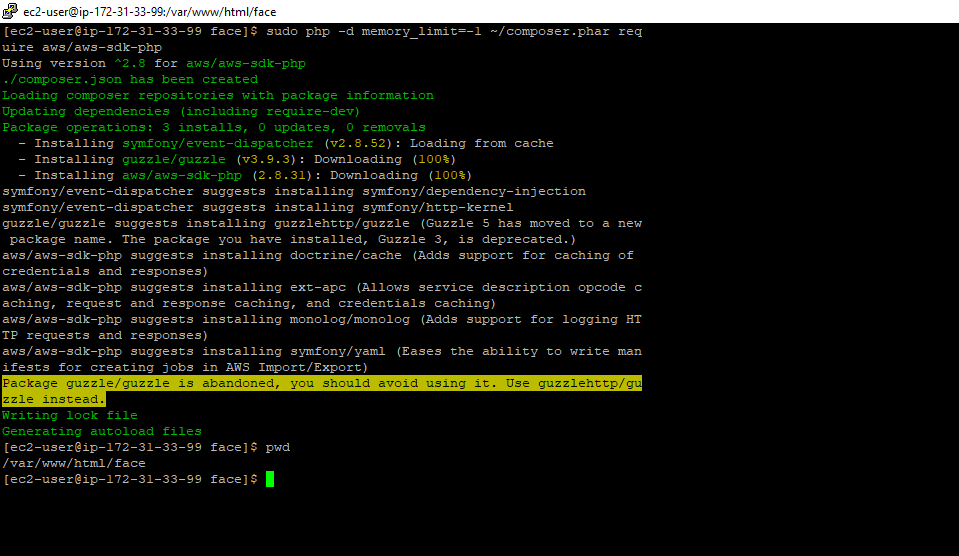 ec2-user@ip-172-31-33-99:/var/www/html/face
[ec2-user@ip-172-31-33-99 face]$ sudo php -d memory_limit=-1 ~/composer.phar req
uire aws/aws-sdk-php
Using version ^2.8 for aws/aws-sdk-php
./composer.json has been created
Loading composer repositories with package information
Updating dependencies (including require-dev)
Package operations: 3 installs, 0 updates, 0 removals
  - Installing symfony/event-dispatcher (v2.8.52): Loading from cache
  - Installing guzzle/guzzle (v3.9.3): Downloading (100%)
  - Installing aws/aws-sdk-php (2.8.31): Downloading (100%)
symfony/event-dispatcher suggests installing symfony/dependency-injection
symfony/event-dispatcher suggests installing symfony/http-kernel
guzzle/guzzle suggests installing guzzlehttp/guzzle (Guzzle 5 has moved to a new
 package name. The package you have installed, Guzzle 3, is deprecated.)
aws/aws-sdk-php suggests installing doctrine/cache (Adds support for caching of
credentials and responses)
aws/aws-sdk-php suggests installing ext-apc (Allows service description opcode c
aching, request and response caching, and credentials caching)
aws/aws-sdk-php suggests installing monolog/monolog (Adds support for logging HT
TP requests and responses)
aws/aws-sdk-php suggests installing symfony/yaml (Eases the ability to write man
ifests for creating jobs in AWS Import/Export)
Package guzzle/guzzle is abandoned, you should avoid using it. Use guzzlehttp/gu
zzle instead.
Writing lock file
Generating autoload files
[ec2-user@ip-172-31-33-99 face]$ pwd
/var/www/html/face
[ec2-user@ip-172-31-33-99 face]$